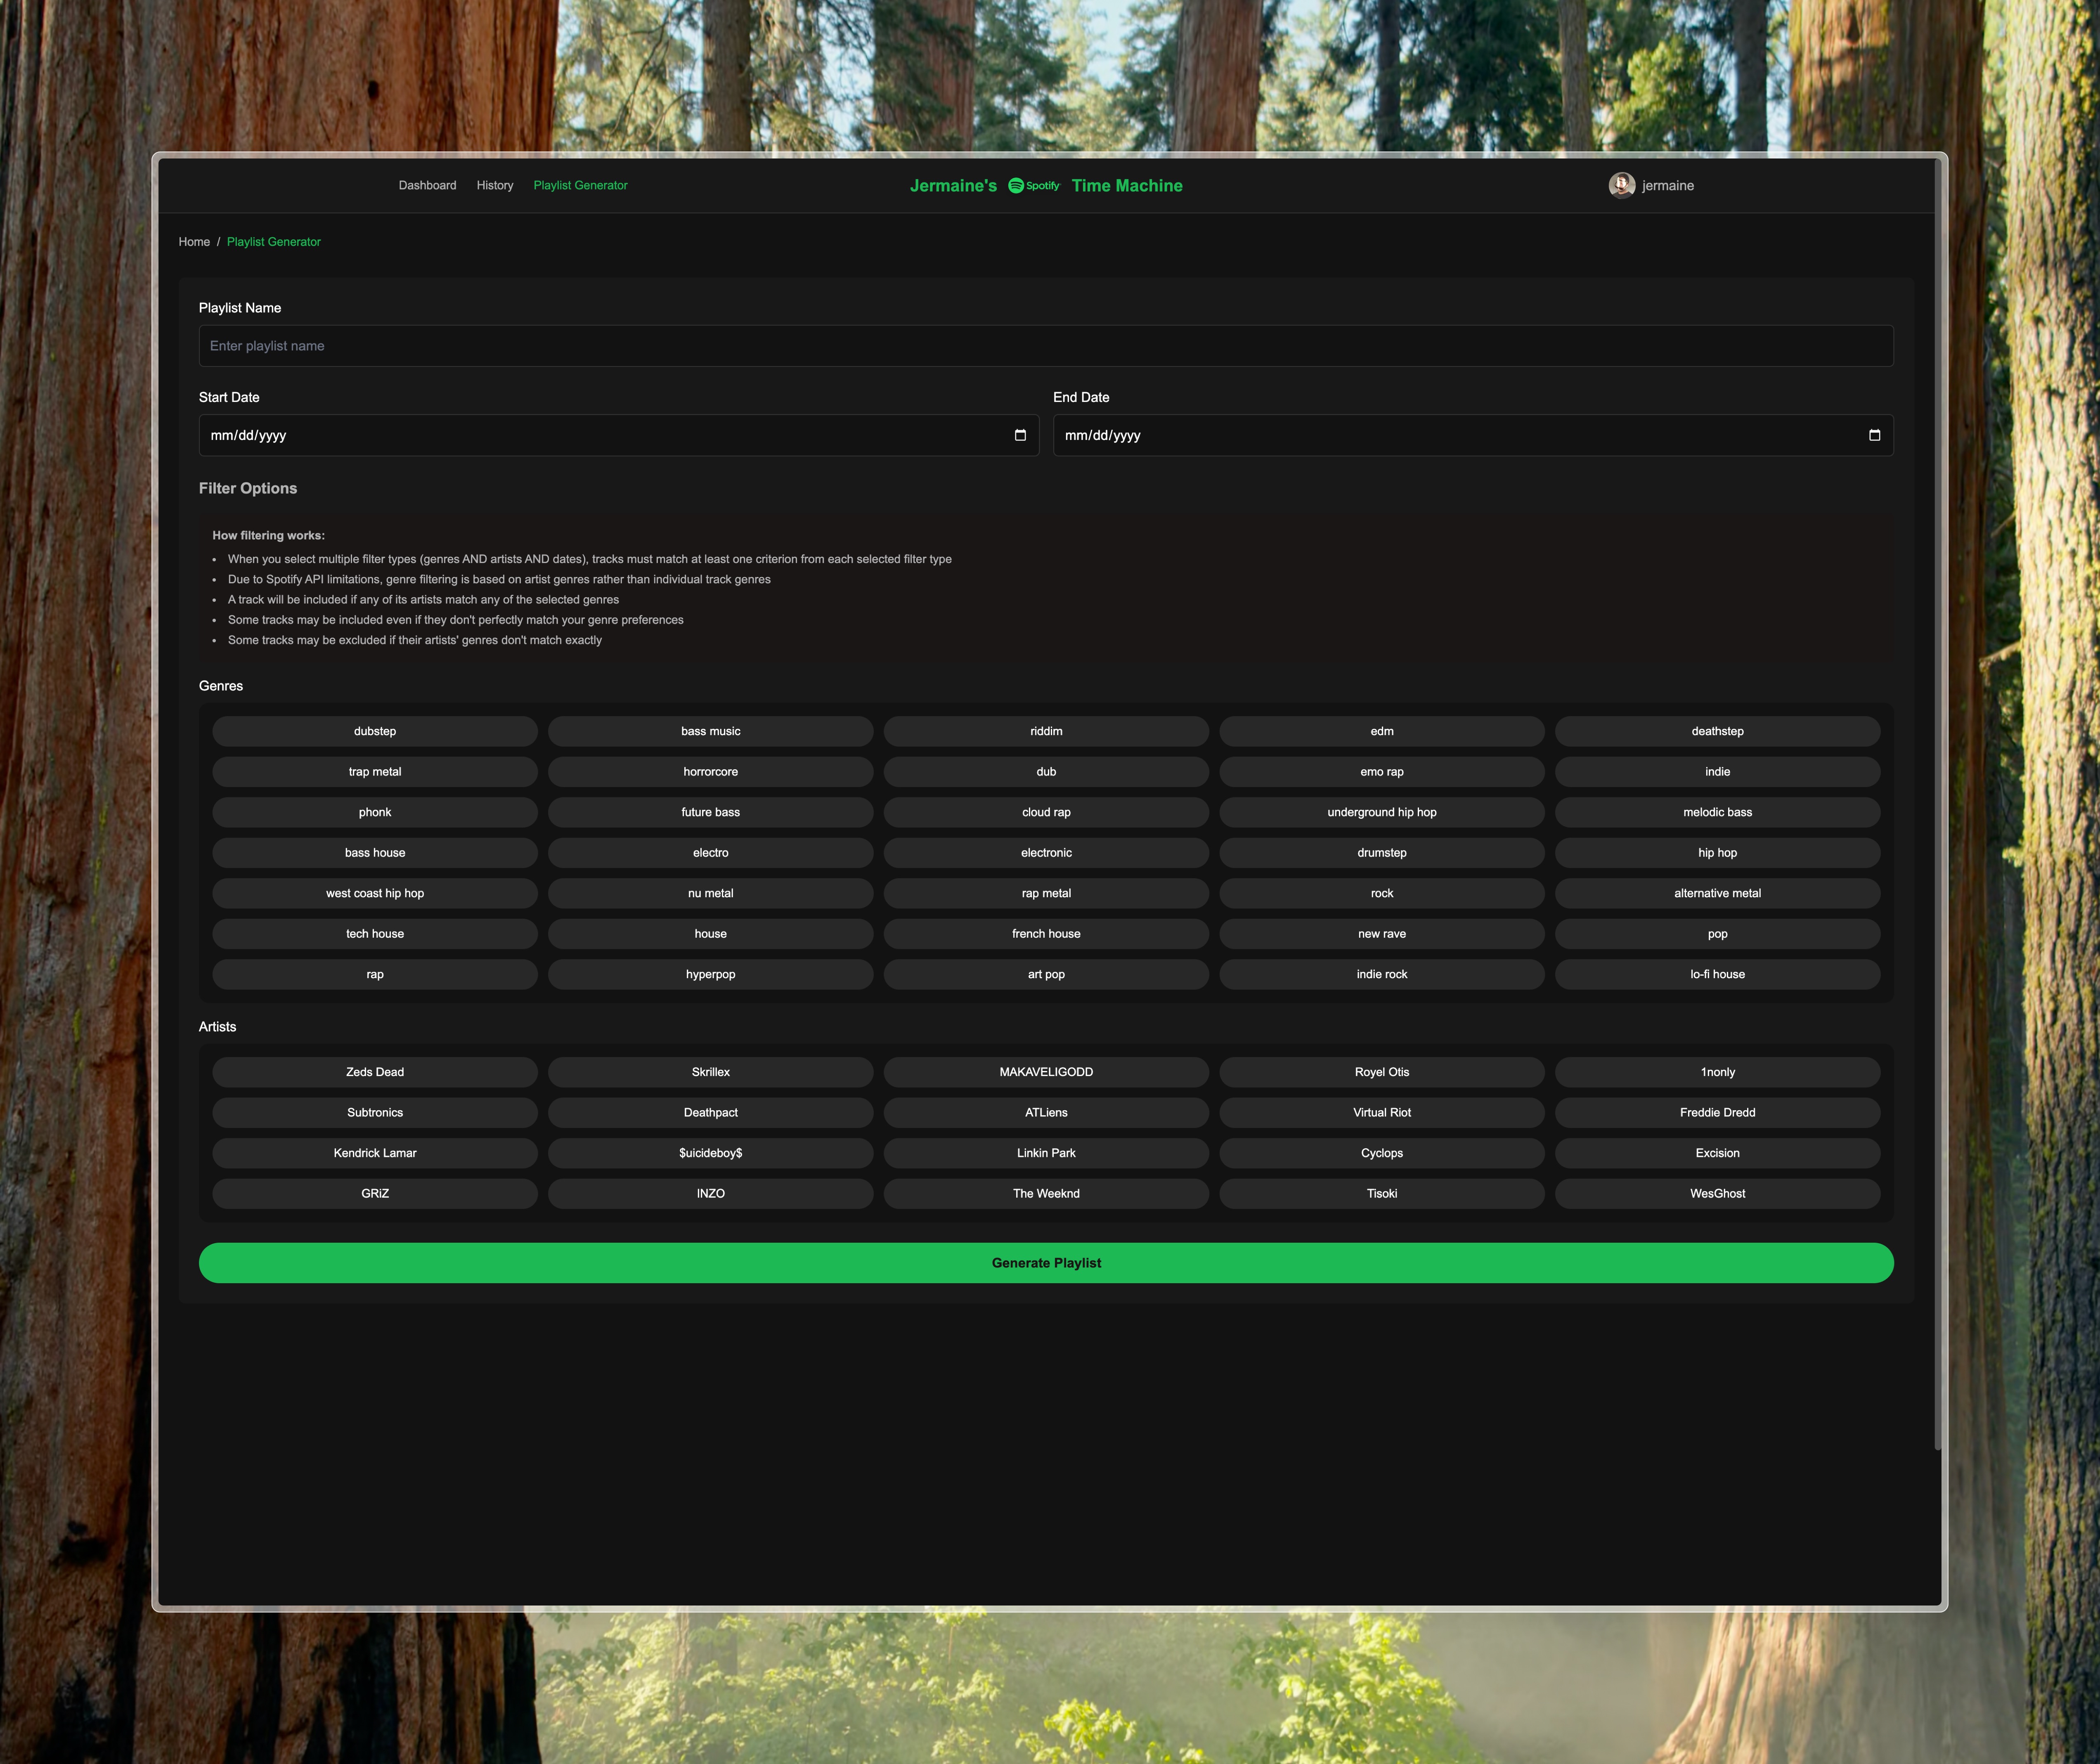 Dashboard History Playlist Generator Jermaine's Spotify Time Machine jermaine
Home / Playlist Generator
Playlist Name
Enter playlist name
Start Date End Date
mm/dd/yyyy mm/dd/yyyy
Filter Options
How filtering works:
• When you select multiple filter types (genres AND artists AND dates), tracks must match at least one criterion from each selected filter type
• Due to Spotify API limitations, genre filtering is based on artist genres rather than individual track genres
• A track will be included if any of its artists match any of the selected genres
• Some tracks may be included even if they don't perfectly match your genre preferences
• Some tracks may be excluded if their artists' genres don't match exactly
Genres
dubstep bass music riddim edm deathstep
trap metal horrorcore dub emo rap indie
phonk future bass cloud rap underground hip hop melodic bass
bass house electro electronic drumstep hip hop
west coast hip hop nu metal rap metal rock alternative metal
tech house house french house new rave pop
rap hyperpop art pop indie rock lo-fi house
Artists
Zeds Dead Skrillex MAKAVELIGODD Royel Otis 1nonly
Subtronics Deathpact ATLiens Virtual Riot Freddie Dredd
Kendrick Lamar $uicideboy$ Linkin Park Cyclops Excision
GRiZ INZO The Weeknd Tisoki WesGhost
Generate Playlist